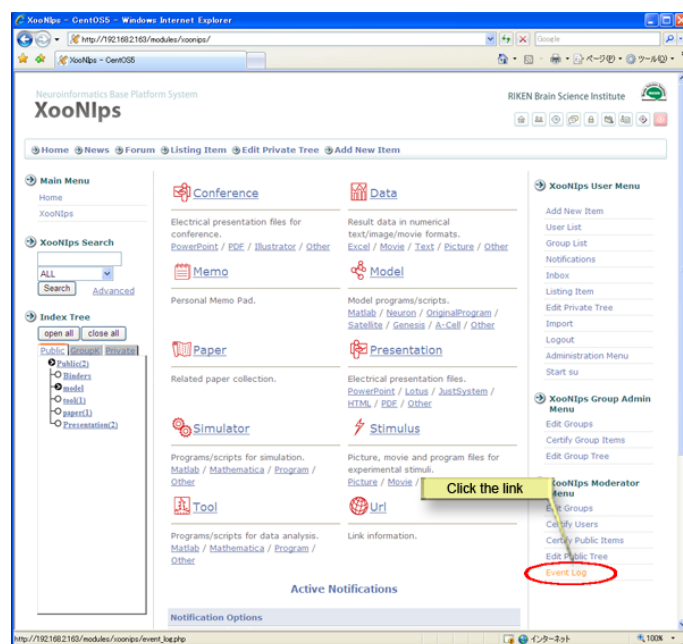 XooNIps - CentOS5 - Windows Internet Explorer
http://192.168.2.163/modules/xoonips/
Google
XooNIps - CentOS5
ページ(P)
ツール(O)
Neuroinformatics Base Platform System
XooNIps
RIKEN Brain Science Institute
Home News Forum Listing Item Edit Private Tree Add New Item
Main Menu
Home
XooNIps
XooNIps Search
ALL
Search Advanced
Index Tree
open all close all
Public GroupK Private
Public(2)
Binders
model
tool(1)
paper(1)
Presentation(2)
Conference
Electrical presentation files for
conference.
PowerPoint / PDF / Illustrator / Other
Data
Result data in numerical
text/image/movie formats.
Excel / Movie / Text / Picture / Other
Memo
Personal Memo Pad.
Model
Model programs/scripts.
Matlab / Neuron / OriginalProgram /
Satellite / Genesis / A-Cell / Other
Paper
Related paper collection.
Presentation
Electrical presentation files.
PowerPoint / Lotus / JustSystem /
HTML / PDF / Other
Simulator
Programs/scripts for simulation.
Matlab / Mathematica / Program /
Other
Stimulus
Picture, movie and program files for
experimental stimuli.
Picture / Movie /
Tool
Programs/scripts for data analysis.
Matlab / Mathematica / Program /
Other
Url
Link information.
Active Notifications
Notification Options
XooNIps User Menu
Add New Item
User List
Group List
Notifications
Inbox
Listing Item
Edit Private Tree
Import
Logout
Administration Menu
Start su
XooNIps Group Admin
Menu
Edit Groups
Certify Group Items
Edit Group Tree
Click the link
XooNIps Moderator
Menu
Edit Groups
Certify Users
Certify Public Items
Edit Public Tree
Event Log
http://192.168.2.163/modules/xoonips/event_log.php
インターネット
100%